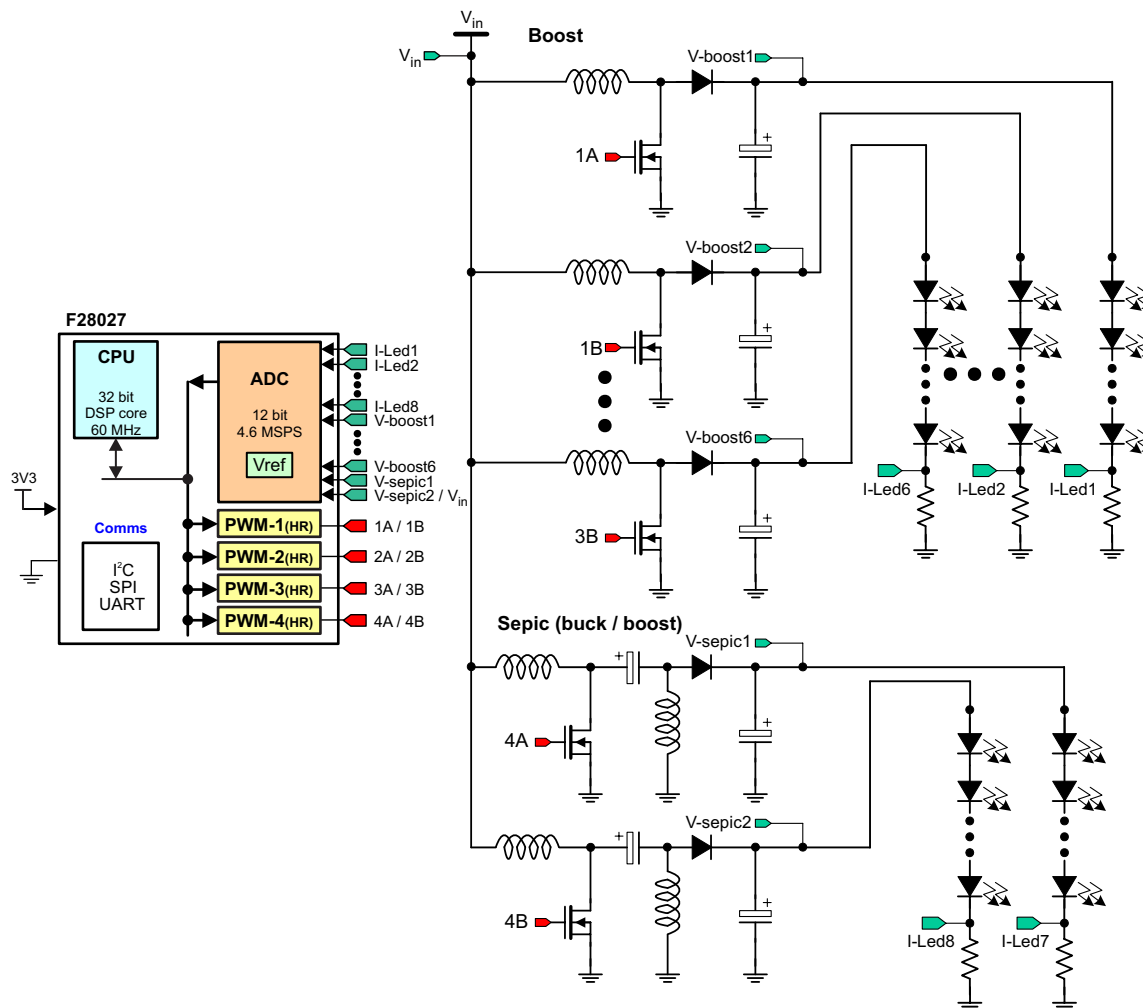 F28027
CPU
32 bit
DSP core
60 MHz
ADC
12 bit
4.6 MSPS
Vref
3V3
Comms
I²C
SPI
UART
PWM-1(HR)
PWM-2(HR)
PWM-3(HR)
PWM-4(HR)
I-Led1
I-Led2
I-Led8
V-boost1
V-boost6
V-sepic1
V-sepic2 / Vin
1A / 1B
2A / 2B
3A / 3B
4A / 4B
Vin
Vin
Boost
V-boost1
1A
+
V-boost2
1B
+
V-boost6
3B
+
I-Led6
I-Led2
I-Led1
Sepic (buck / boost)
V-sepic1
+
4A
+
V-sepic2
+
4B
+
I-Led8
I-Led7